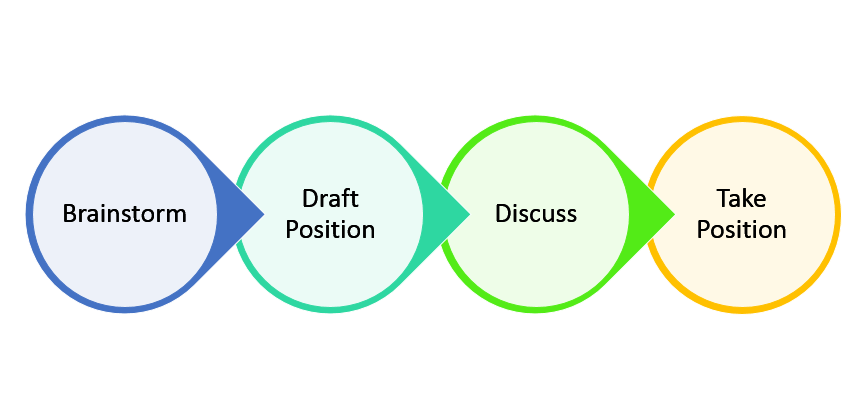 Brainstorm
Draft
Position
Discuss
Take
Position